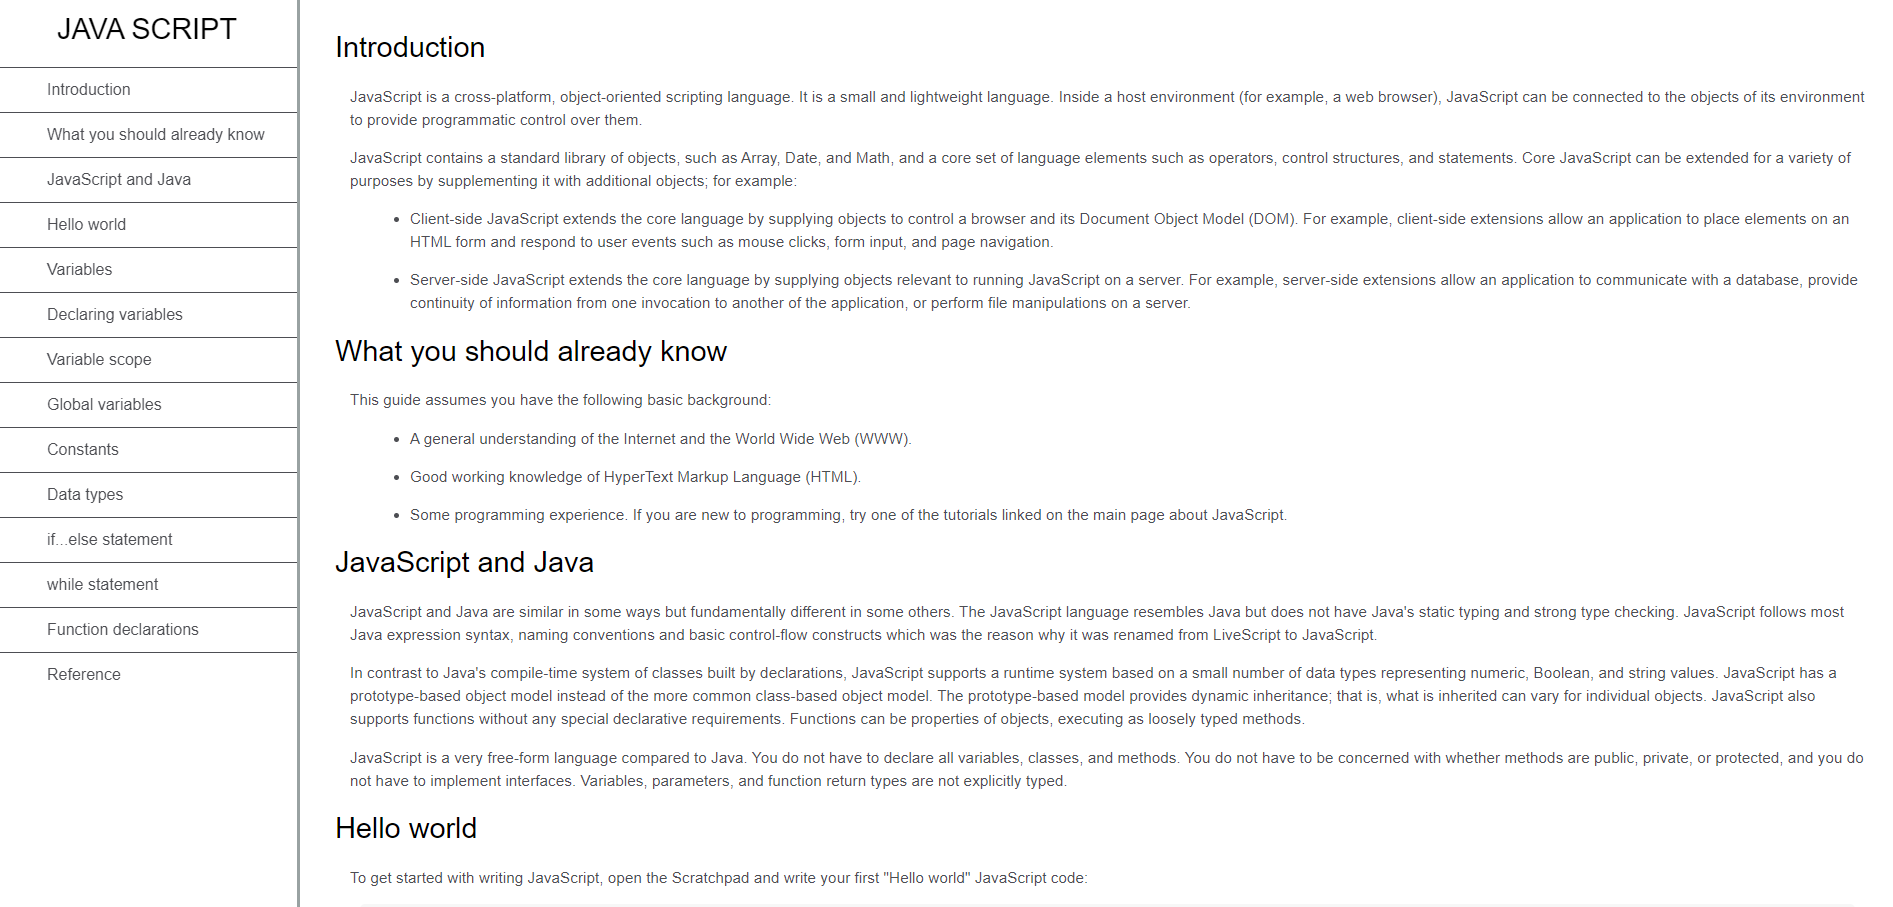 JAVA SCRIPT
Introduction
What you should already know
JavaScript and Java
Hello world
Variables
Declaring variables
Variable scope
Global variables
Constants
Data types
if...else statement
while statement
Function declarations
Reference
Introduction
JavaScript is a cross-platform, object-oriented scripting language. It is a small and lightweight language. Inside a host environment (for example, a web browser), JavaScript can be connected to the objects of its environment
to provide programmatic control over them.
JavaScript contains a standard library of objects, such as Array, Date, and Math, and a core set of language elements such as operators, control structures, and statements. Core JavaScript can be extended for a variety of
purposes by supplementing it with additional objects; for example:
• Client-side JavaScript extends the core language by supplying objects to control a browser and its Document Object Model (DOM). For example, client-side extensions allow an application to place elements on an
HTML form and respond to user events such as mouse clicks, form input, and page navigation.
• Server-side JavaScript extends the core language by supplying objects relevant to running JavaScript on a server. For example, server-side extensions allow an application to communicate with a database, provide
continuity of information from one invocation to another of the application, or perform file manipulations on a server.
What you should already know
This guide assumes you have the following basic background:
• A general understanding of the Internet and the World Wide Web (WWW).
• Good working knowledge of HyperText Markup Language (HTML).
• Some programming experience. If you are new to programming, try one of the tutorials linked on the main page about JavaScript.
JavaScript and Java
JavaScript and Java are similar in some ways but fundamentally different in some others. The JavaScript language resembles Java but does not have Java's static typing and strong type checking. JavaScript follows most
Java expression syntax, naming conventions and basic control-flow constructs which was the reason why it was renamed from LiveScript to JavaScript.
In contrast to Java's compile-time system of classes built by declarations, JavaScript supports a runtime system based on a small number of data types representing numeric, Boolean, and string values. JavaScript has a
prototype-based object model instead of the more common class-based object model. The prototype-based model provides dynamic inheritance; that is, what is inherited can vary for individual objects. JavaScript also
supports functions without any special declarative requirements. Functions can be properties of objects, executing as loosely typed methods.
JavaScript is a very free-form language compared to Java. You do not have to declare all variables, classes, and methods. You do not have to be concerned with whether methods are public, private, or protected, and you do
not have to implement interfaces. Variables, parameters, and function return types are not explicitly typed.
Hello world
To get started with writing JavaScript, open the Scratchpad and write your first "Hello world" JavaScript code: